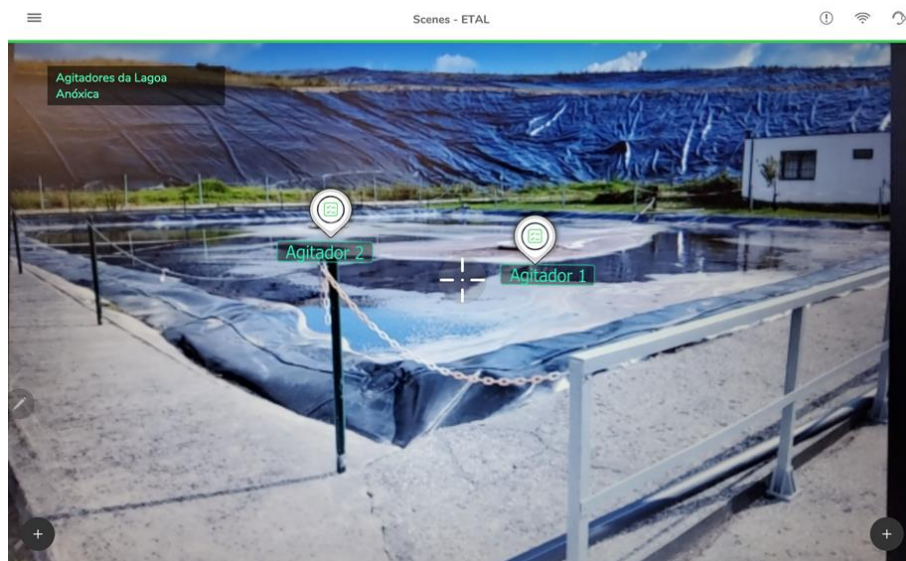 Scenes - ETAL
Agitadores da Lagoa
Anóxica
Agitador 2
Agitador 1